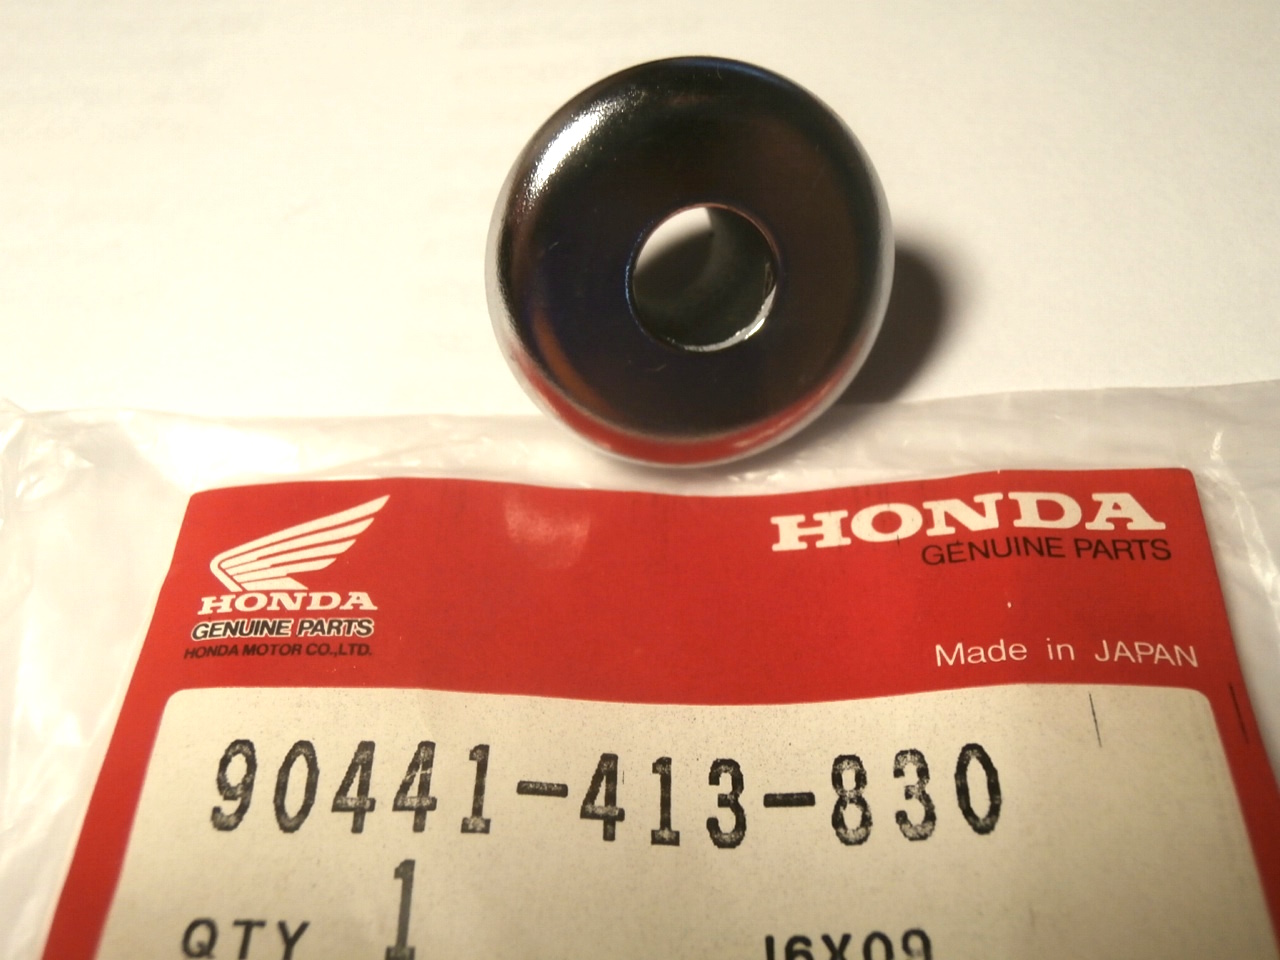 HONDA
GENUINE PARTS
HONDA
GENUINE PARTS
HONDA MOTOR CO.,LTD.
Made in JAPAN
90441-413-830
QTY 1